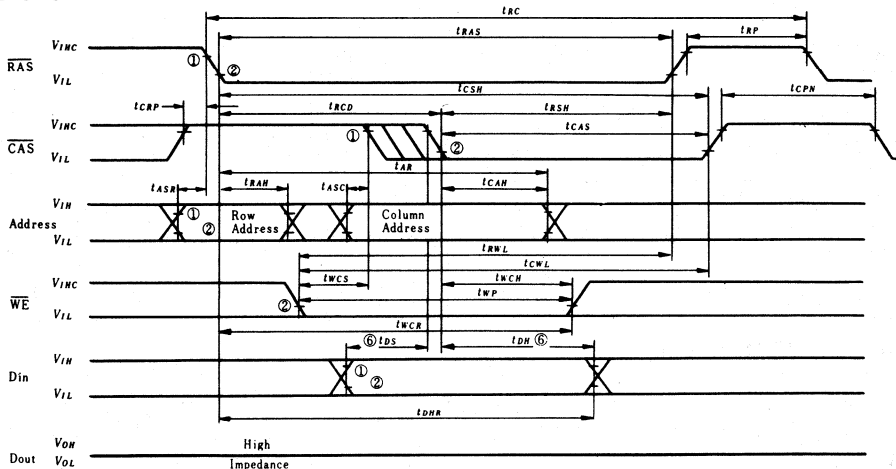 tRC
tRAS
tRP
VIHC
RAS
VIL
①
②
tCSH
tCRP
tRCD
tRSH
tCPN
VIHC
CAS
VIL
①
②
tCAS
tAR
tASR
tRAH
tASC
tCAH
VIH
Address
VIL
①
②
Row
Address
Column
Address
tRWL
tCWL
VIHC
WE
VIL
②
tWCS
tWCH
tWP
tWCR
⑥ tDS
tDH ⑥
VIH
Din
VIL
①
②
tDHR
VOH
Dout
VOL
High
Impedance